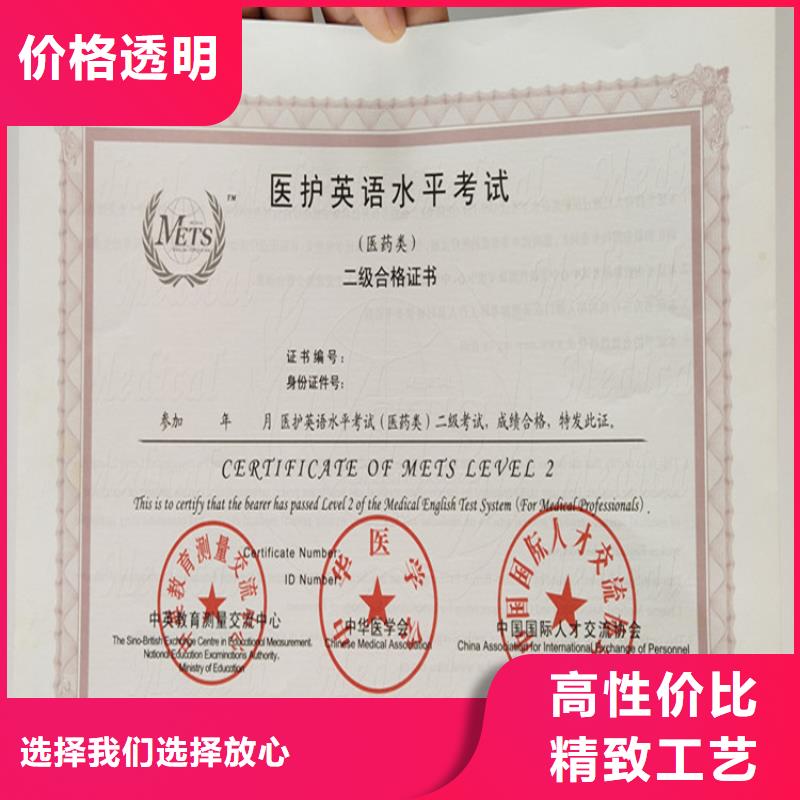 价格透明
METS
TM
医护英语水平考试
(医药类)
二级合格证书
证书编号:
身份证件号:
参加 年 月 医护英语水平考试(医药类)二级考试,成绩合格,特发此证。
CERTIFICATE OF METS LEVEL 2
This is to certify that the bearer has passed Level 2 of the Medical English Test System (For Medical Professionals).
Certificate Number:
ID Number:
中英教育测量交流中心
The Sino-British Exchange Centre in Educational Measurement,
National Education Examinations Authority,
Ministry of Education
中华医学会
中华医学会
Chinese Medical Association
中国国际人才交流协会
China Association for International Exchange of Personnel
选择我们选择放心
高性价比
精致工艺